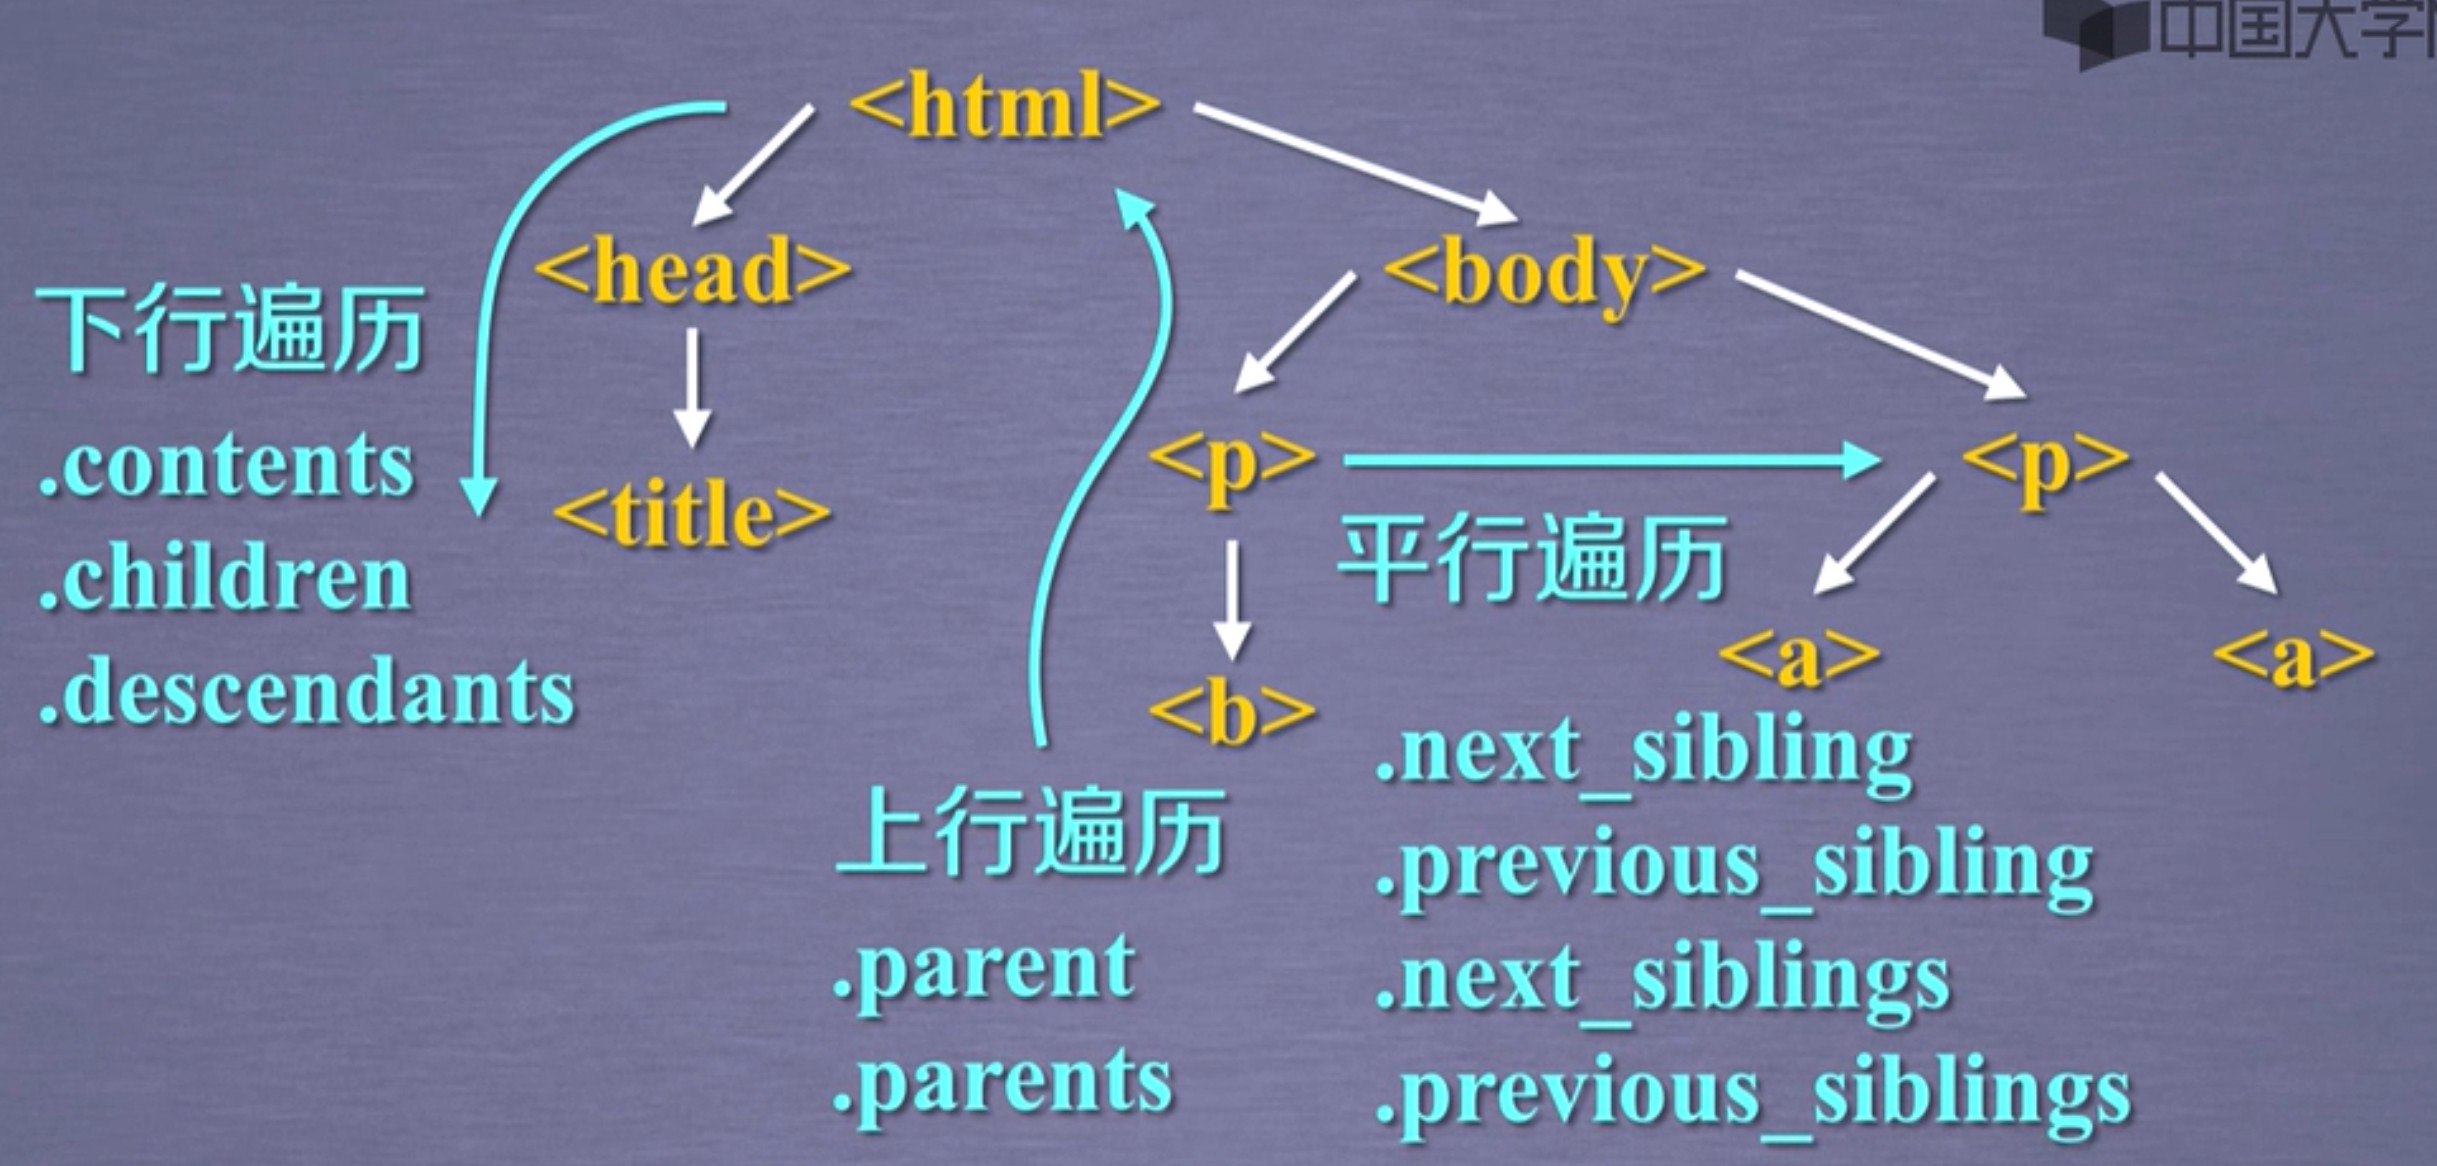 中国大学
<html>
<head>
<body>
下行遍历
.contents
.children
.descendants
<title>
<p>
<p>
平行遍历
<b>
<a>
<a>
上行遍历
.parent
.parents
.next_sibling
.previous_sibling
.next_siblings
.previous_siblings